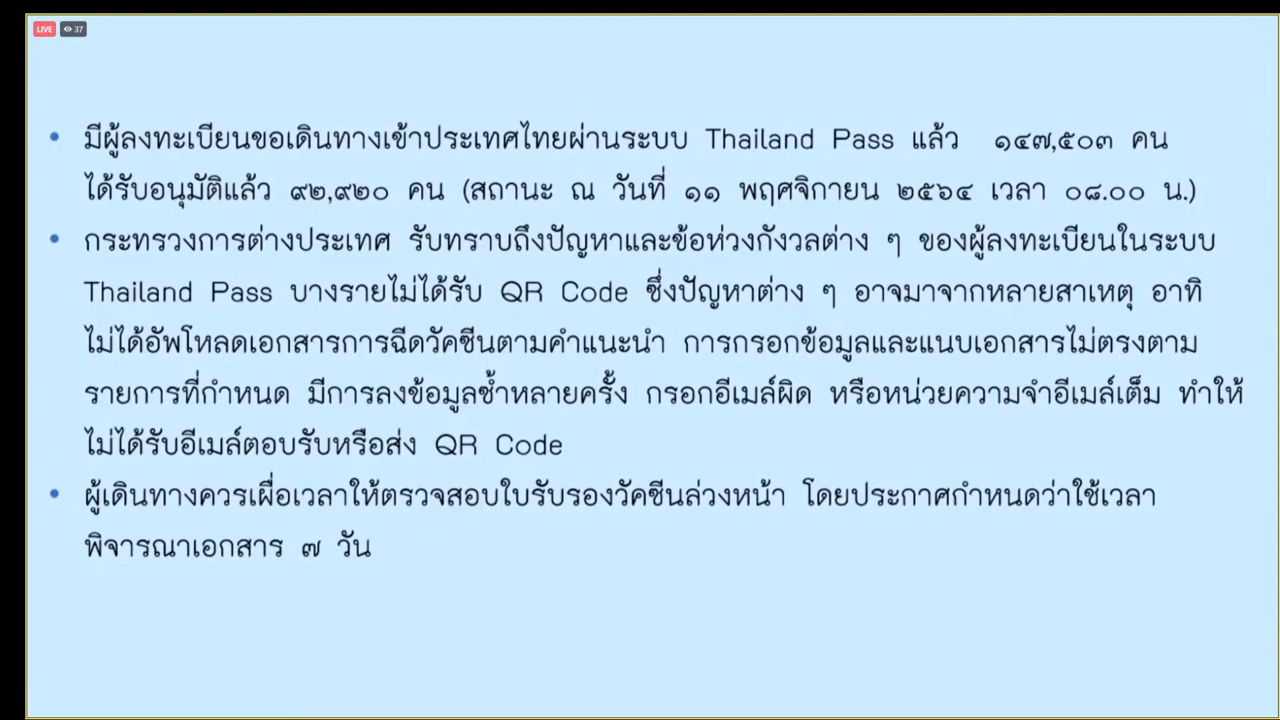 LIVE 37
• มีผู้ลงทะเบียนขอเดินทางเข้าประเทศไทยผ่านระบบ Thailand Pass แล้ว ๑๔๗,๕๐๓ คน
ได้รับอนุมัติแล้ว ๙๒,๙๒๐ คน (สถานะ ณ วันที่ ๑๑ พฤศจิกายน ๒๕๖๔ เวลา ๐๘.๐๐ น.)
• กระทรวงการต่างประเทศ รับทราบถึงปัญหาและข้อห่วงกังวลต่าง ๆ ของผู้ลงทะเบียนในระบบ
Thailand Pass บางรายไม่ได้รับ QR Code ซึ่งปัญหาต่าง ๆ อาจมาจากหลายสาเหตุ อาทิ
ไม่ได้อัพโหลดเอกสารการฉีดวัคซีนตามคำแนะนำ การกรอกข้อมูลและแนบเอกสารไม่ตรงตาม
รายการที่กำหนด มีการลงข้อมูลซ้ำหลายครั้ง กรอกอีเมล์ผิด หรือหน่วยความจำอีเมล์เต็ม ทำให้
ไม่ได้รับอีเมล์ตอบรับหรือส่ง QR Code
• ผู้เดินทางควรเผื่อเวลาให้ตรวจสอบใบรับรองวัคซีนล่วงหน้า โดยประกาศกำหนดว่าใช้เวลา
พิจารณาเอกสาร ๗ วัน